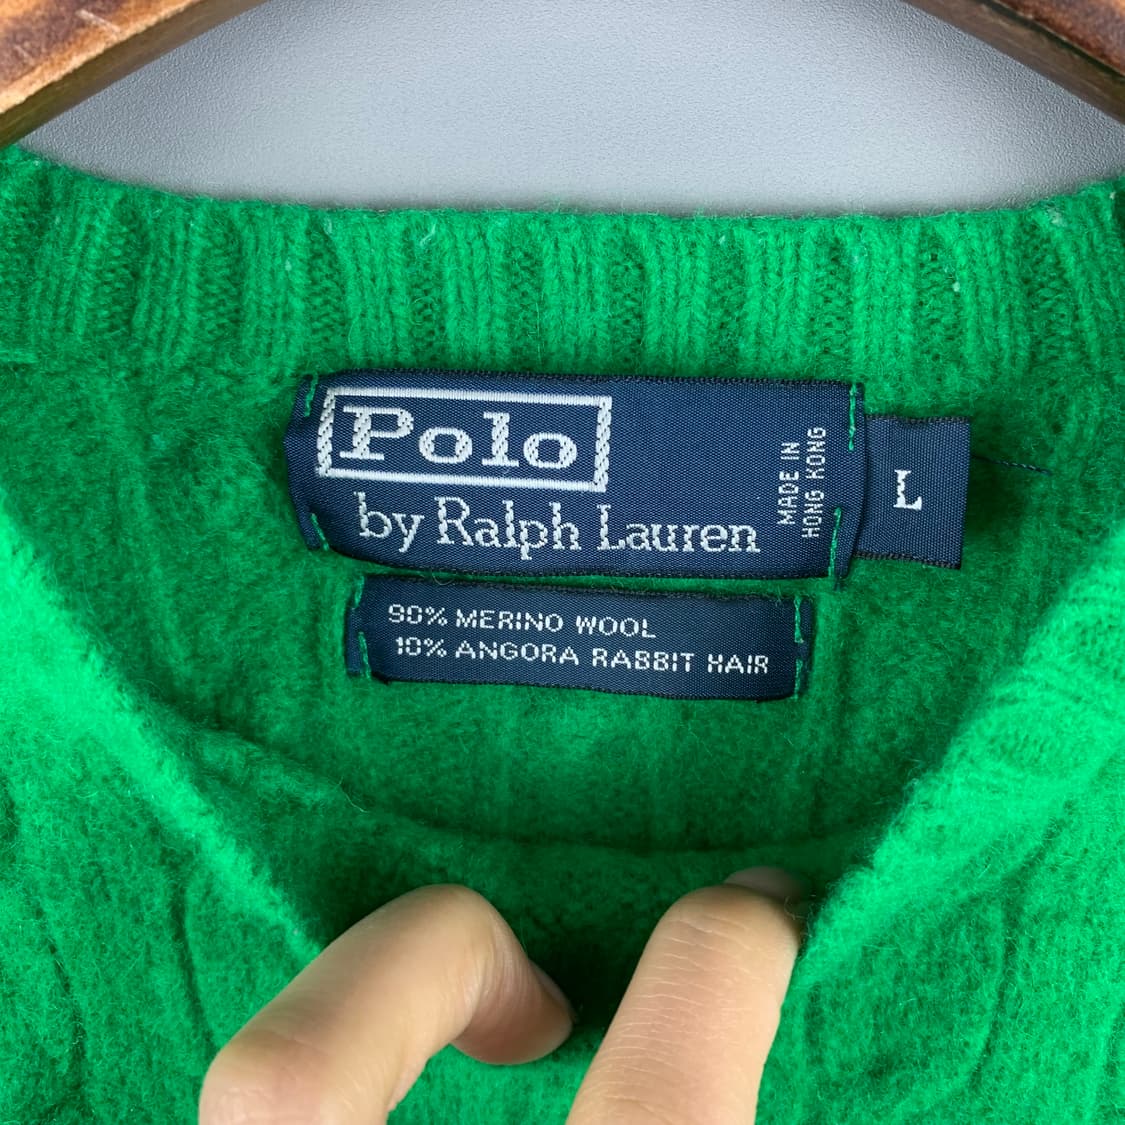 Polo
by Ralph Lauren
MADE IN
HONG KONG
L
90% MERINO WOOL
10% ANGORA RABBIT HAIR